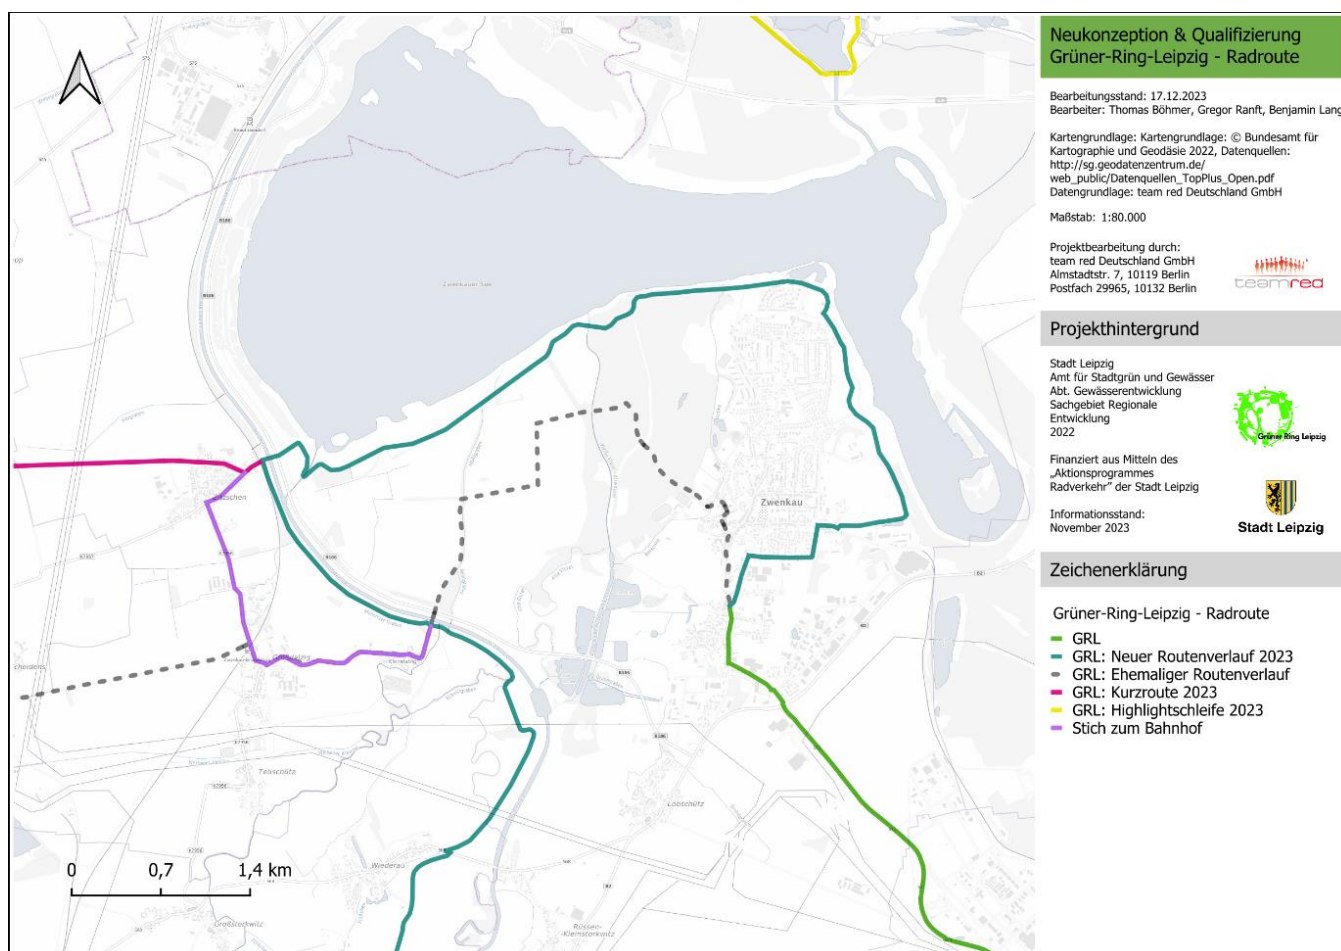 Neukonzeption & Qualifizierung
Grüner-Ring-Leipzig - Radroute
Bearbeitungsstand: 17.12.2023
Bearbeiter: Thomas Böhmer, Gregor Ranft, Benjamin Lang
Kartengrundlage: Kartengrundlage: © Bundesamt für
Kartographie und Geodäsie 2022, Datenquellen:
http://sg.geodatenzentrum.de/
web_public/Datenquellen_TopPlus_Open.pdf
Datengrundlage: team red Deutschland GmbH
Maßstab: 1:80.000
Projektbearbeitung durch:
team red Deutschland GmbH
Almstadtstr. 7, 10119 Berlin
Postfach 29965, 10132 Berlin
teamred
Projekthintergrund
Stadt Leipzig
Amt für Stadtgrün und Gewässer
Abt. Gewässerentwicklung
Sachgebiet Regionale
Entwicklung
2022
Grüner Ring Leipzig
Finanziert aus Mitteln des
„Aktionsprogrammes
Radverkehr" der Stadt Leipzig
Informationsstand:
November 2023
Stadt Leipzig
Zeichenerklärung
Grüner-Ring-Leipzig - Radroute
GRL
GRL: Neuer Routenverlauf 2023
GRL: Ehemaliger Routenverlauf
GRL: Kurzroute 2023
GRL: Highlightschleife 2023
Stich zum Bahnhof
Zwenkauer See
Zwenkau
Löbschütz
Wiederau
Großstorkwitz
Rüssen-
Kleinstorkwitz
0 0,7 1,4 km